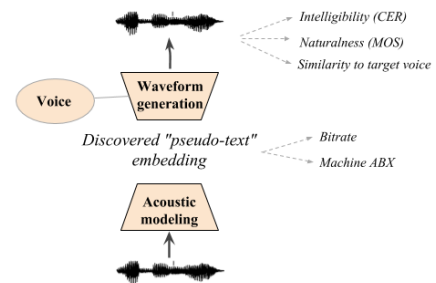 Intelligibility (CER)
Naturalness (MOS)
Similarity to target voice
Waveform
generation
Voice
Discovered "pseudo-text"
embedding
Bitrate
Machine ABX
Acoustic
modeling